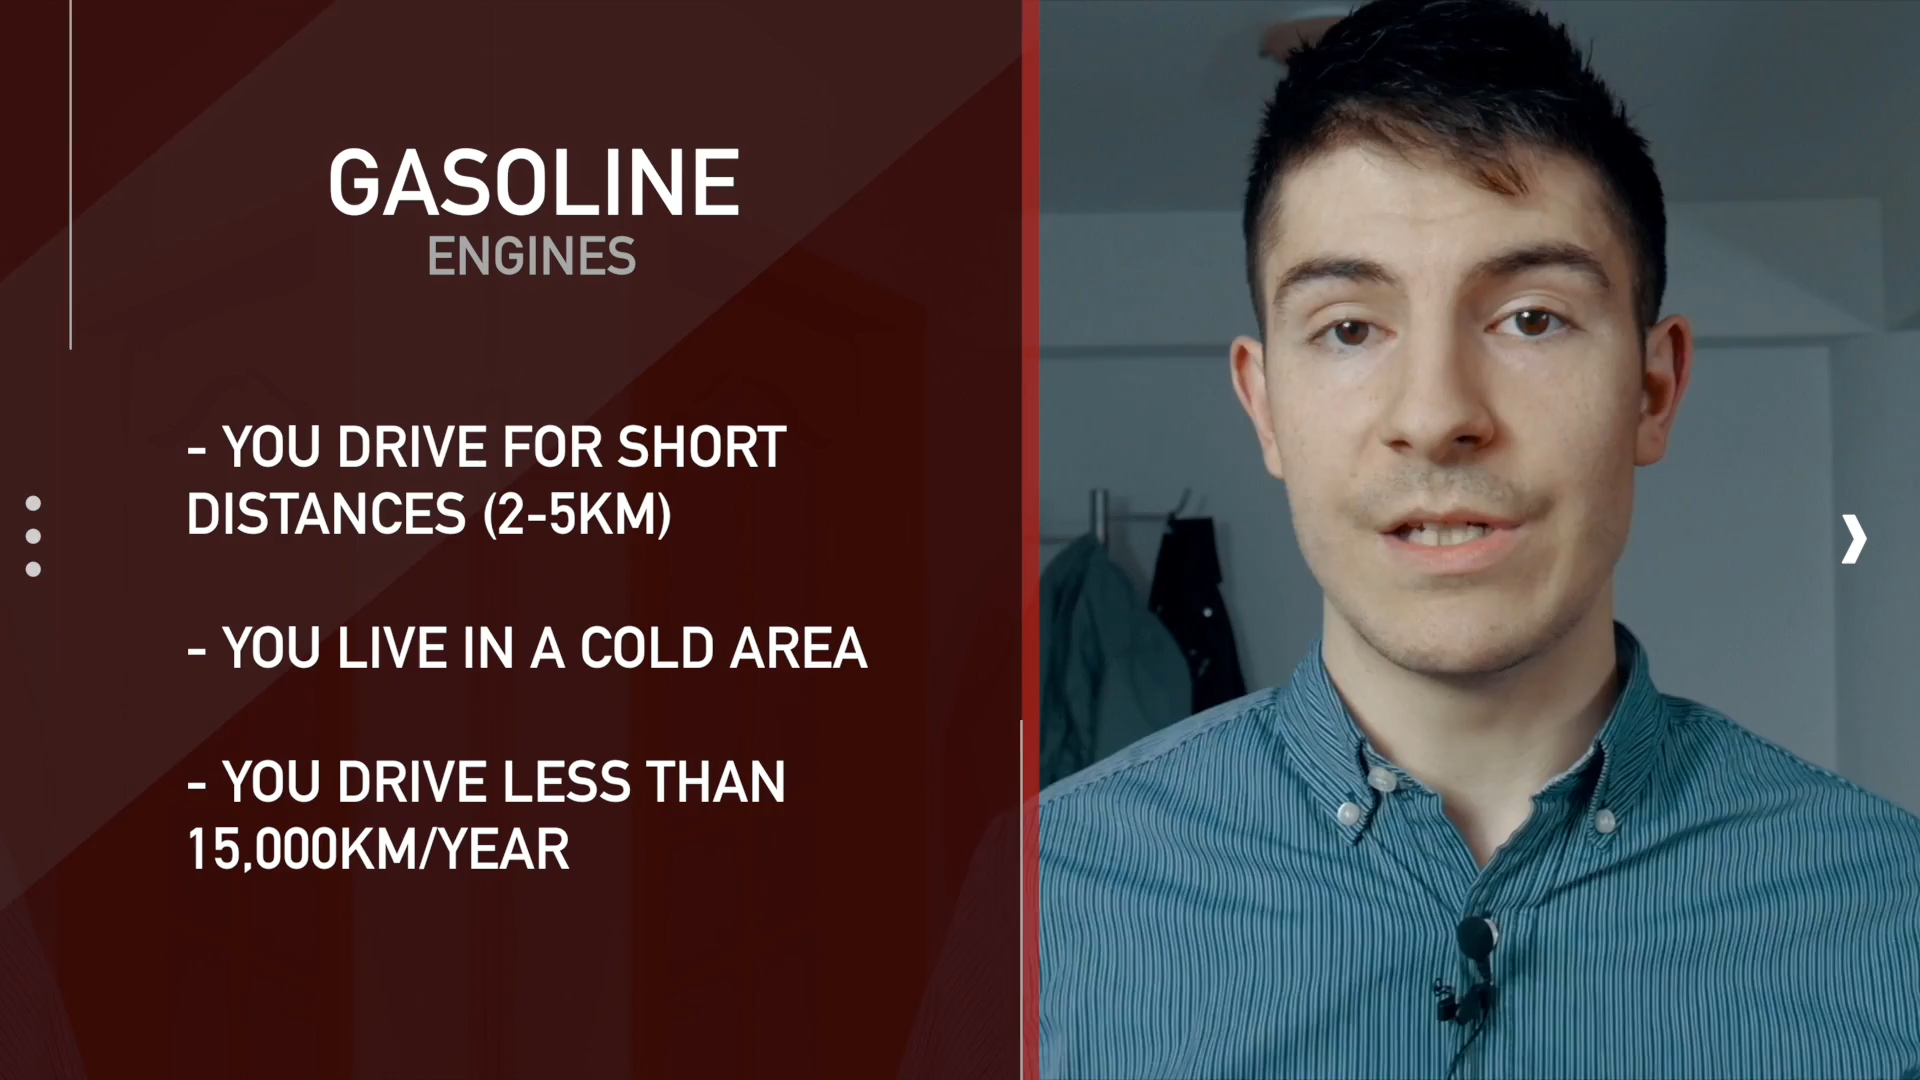 GASOLINE
ENGINES
- YOU DRIVE FOR SHORT
DISTANCES (2-5KM)
- YOU LIVE IN A COLD AREA
- YOU DRIVE LESS THAN
15,000KM/YEAR